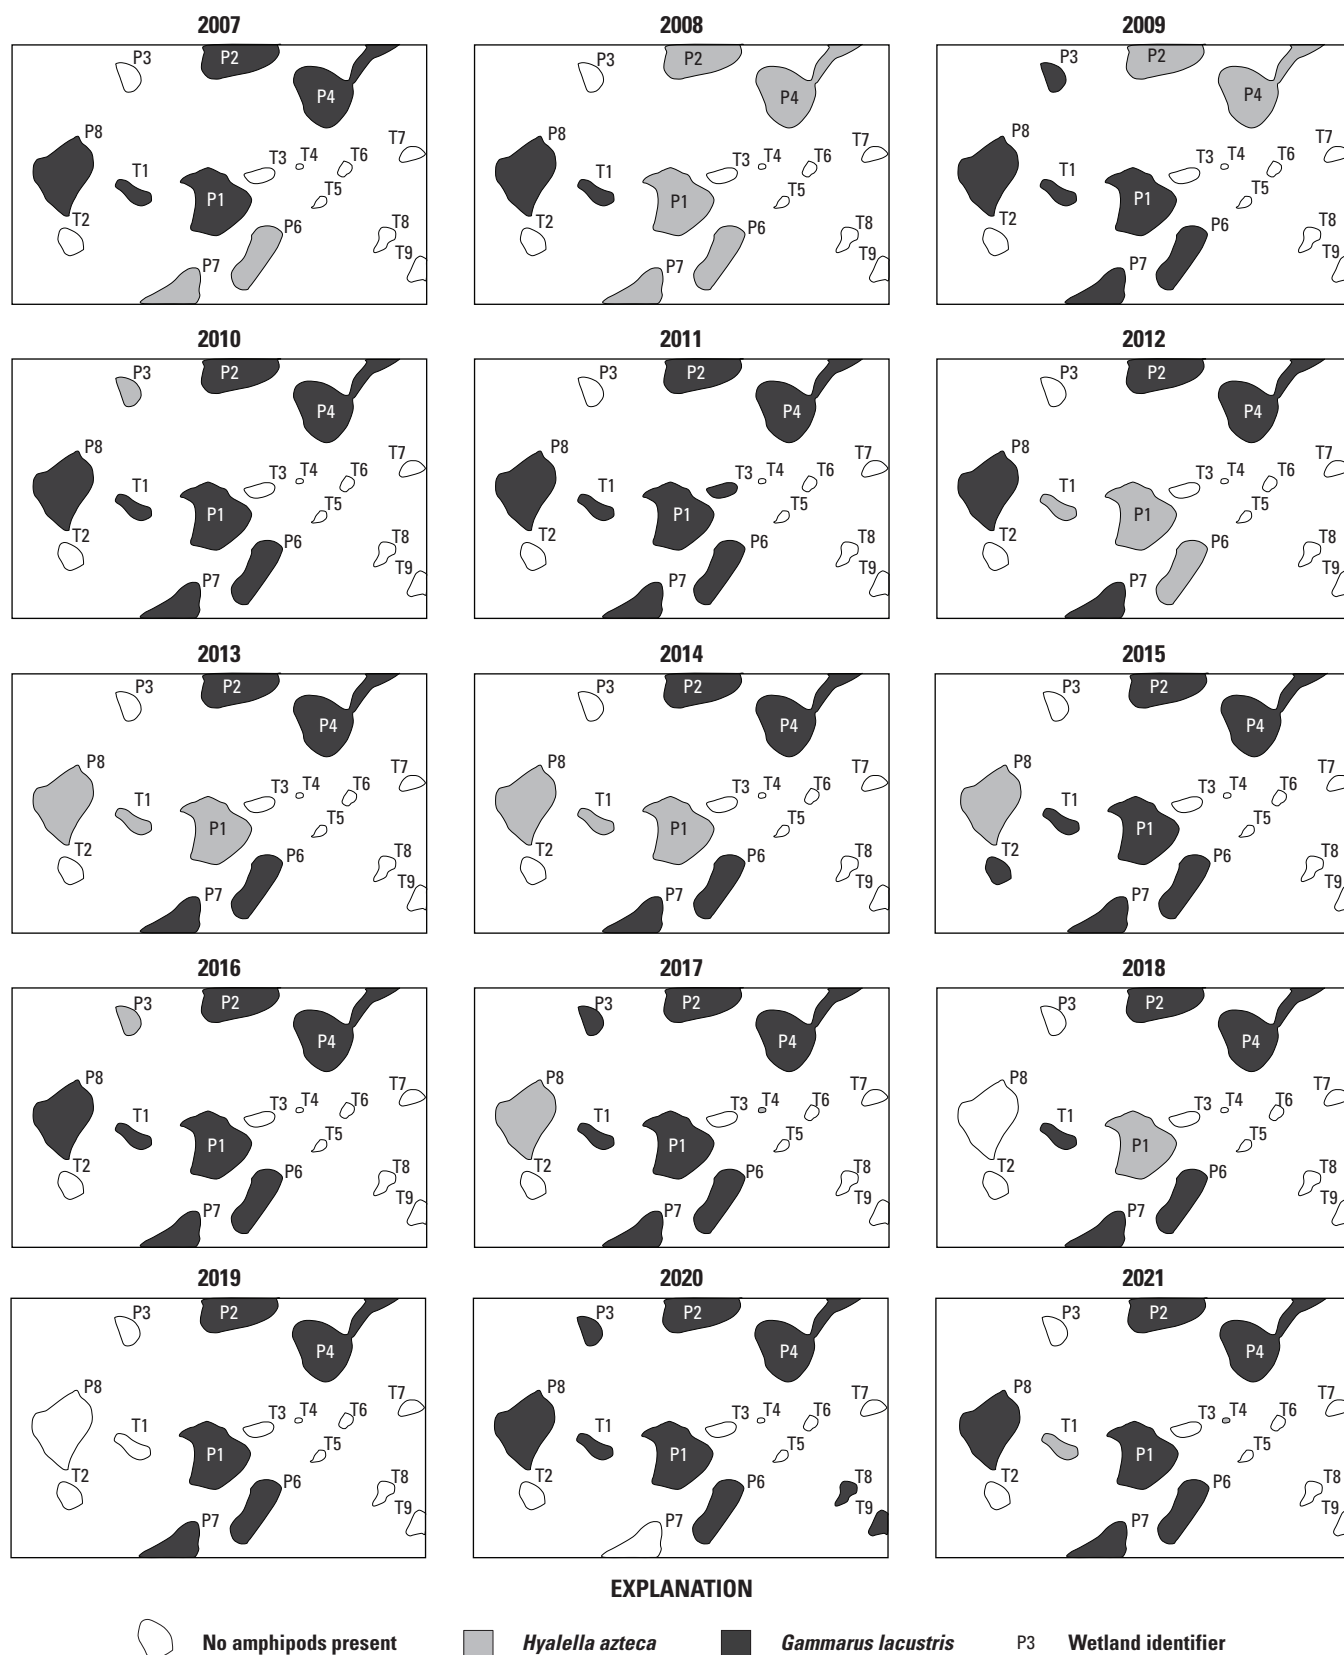 2007 2008 2009
P3 P2 P4 P8 T1 P1 T3 T4 T6 T7 T5 T2 P6 P7 T8 T9
P3 P2 P4 P8 T1 P1 T3 T4 T6 T7 T5 T2 P6 P7 T8 T9
P3 P2 P4 P8 T1 P1 T3 T4 T6 T7 T5 T2 P6 P7 T8 T9
2010 2011 2012
P3 P2 P4 P8 T1 P1 T3 T4 T6 T7 T5 T2 P6 P7 T8 T9
P3 P2 P4 P8 T1 P1 T3 T4 T6 T7 T5 T2 P6 P7 T8 T9
P3 P2 P4 P8 T1 P1 T3 T4 T6 T7 T5 T2 P6 P7 T8 T9
2013 2014 2015
P3 P2 P4 P8 T1 P1 T3 T4 T6 T7 T5 T2 P6 P7 T8 T9
P3 P2 P4 P8 T1 P1 T3 T4 T6 T7 T5 T2 P6 P7 T8 T9
P3 P2 P4 P8 T1 P1 T3 T4 T6 T7 T5 T2 P6 P7 T8 T9
2016 2017 2018
P3 P2 P4 P8 T1 P1 T3 T4 T6 T7 T5 T2 P6 P7 T8 T9
P3 P2 P4 P8 T1 P1 T3 T4 T6 T7 T5 T2 P6 P7 T8 T9
P3 P2 P4 P8 T1 P1 T3 T4 T6 T7 T5 T2 P6 P7 T8 T9
2019 2020 2021
P3 P2 P4 P8 T1 P1 T3 T4 T6 T7 T5 T2 P6 P7 T8 T9
P3 P2 P4 P8 T1 P1 T3 T4 T6 T7 T5 T2 P6 P7 T8 T9
P3 P2 P4 P8 T1 P1 T3 T4 T6 T7 T5 T2 P6 P7 T8 T9
EXPLANATION
No amphipods present Hyalella azteca Gammarus lacustris P3 Wetland identifier